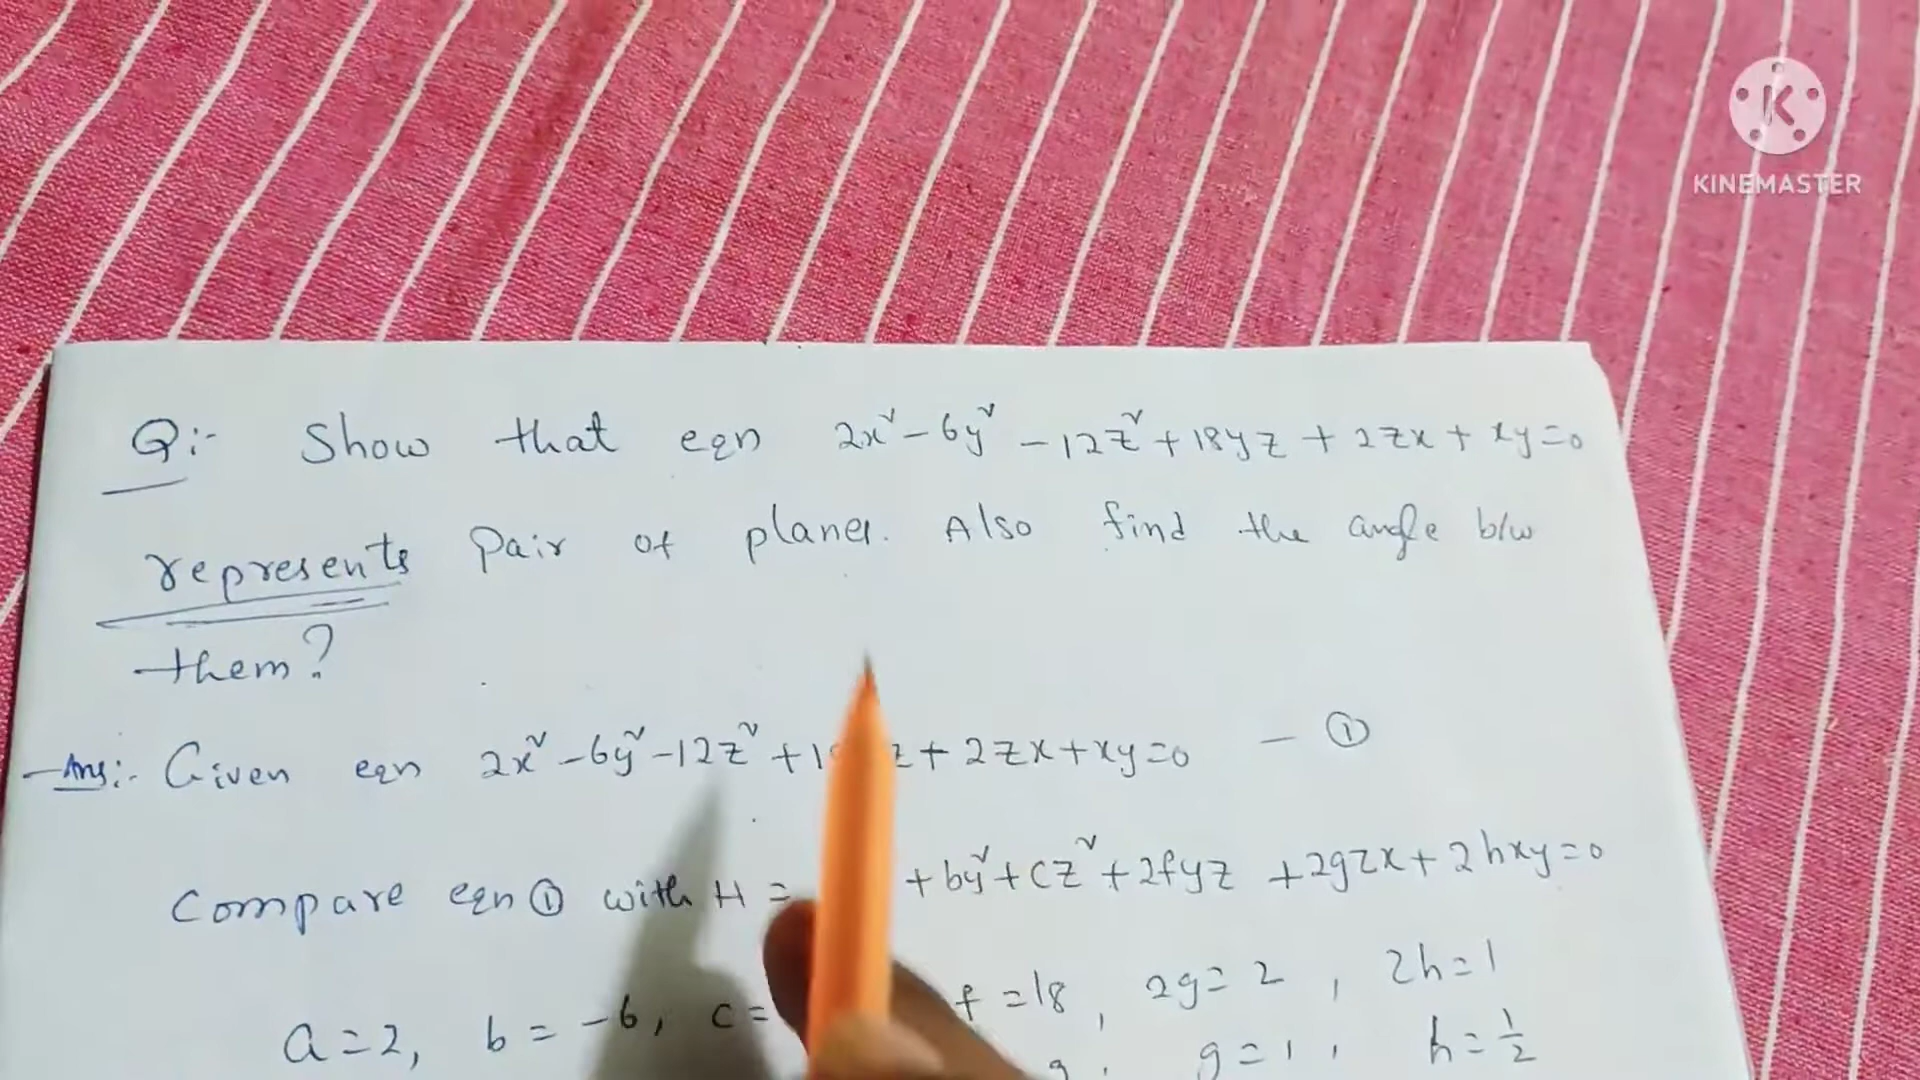 KINEMASTER
Q:- Show that eqn 2x² - 6y² - 12z² + 18yz + 2zx + xy = 0
represents pair of planes. Also find the angle b/w
them?
Ans:- Given eqn 2x² - 6y² - 12z² + 1 z + 2zx + xy = 0 — ①
Compare eqn ① with H = + by² + cz² + 2fyz + 2gzx + 2hxy = 0
a = 2, b = -6, c = f = 18, 2g = 2, 2h = 1
g = 1, h = 1/2